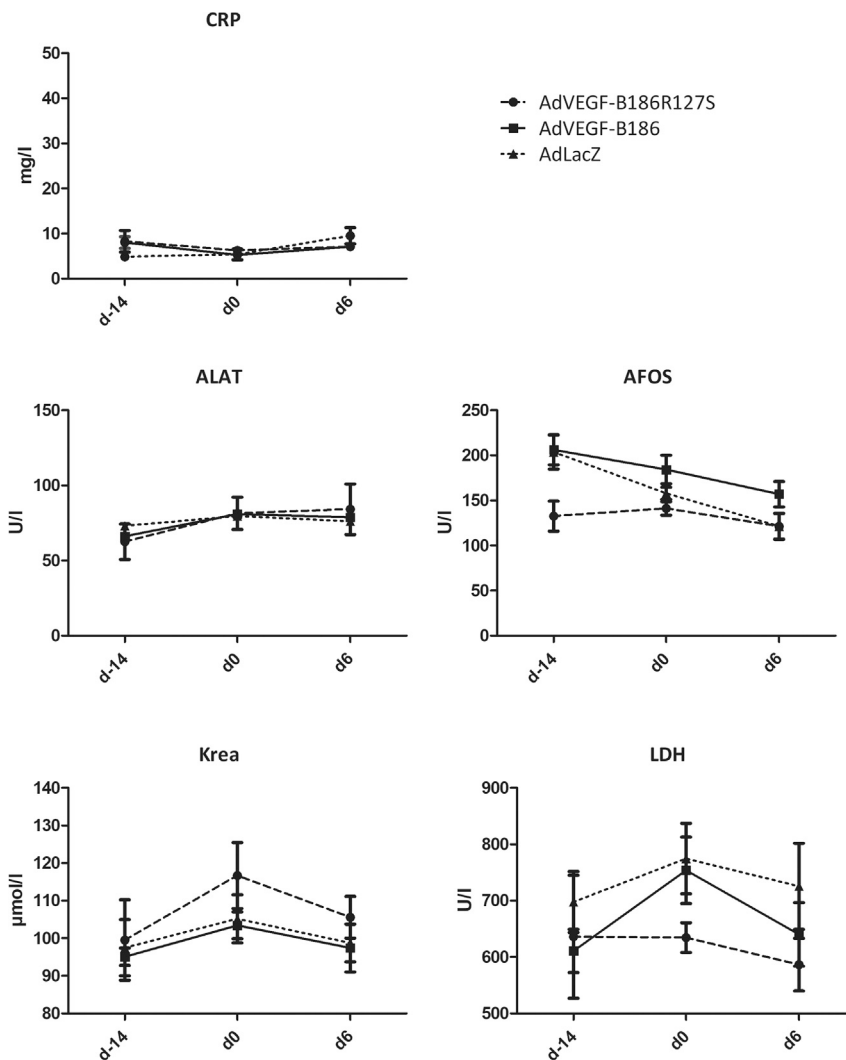 CRP
50
40
30
20
10
0
mg/l
d-14
d0
d6
AdVEGF-B186R127S
AdVEGF-B186
AdLacZ
ALAT
150
100
50
0
U/l
d-14
d0
d6
AFOS
250
200
150
100
50
0
U/l
d-14
d0
d6
Krea
140
130
120
110
100
90
80
µmol/l
d-14
d0
d6
LDH
900
800
700
600
500
U/l
d-14
d0
d6